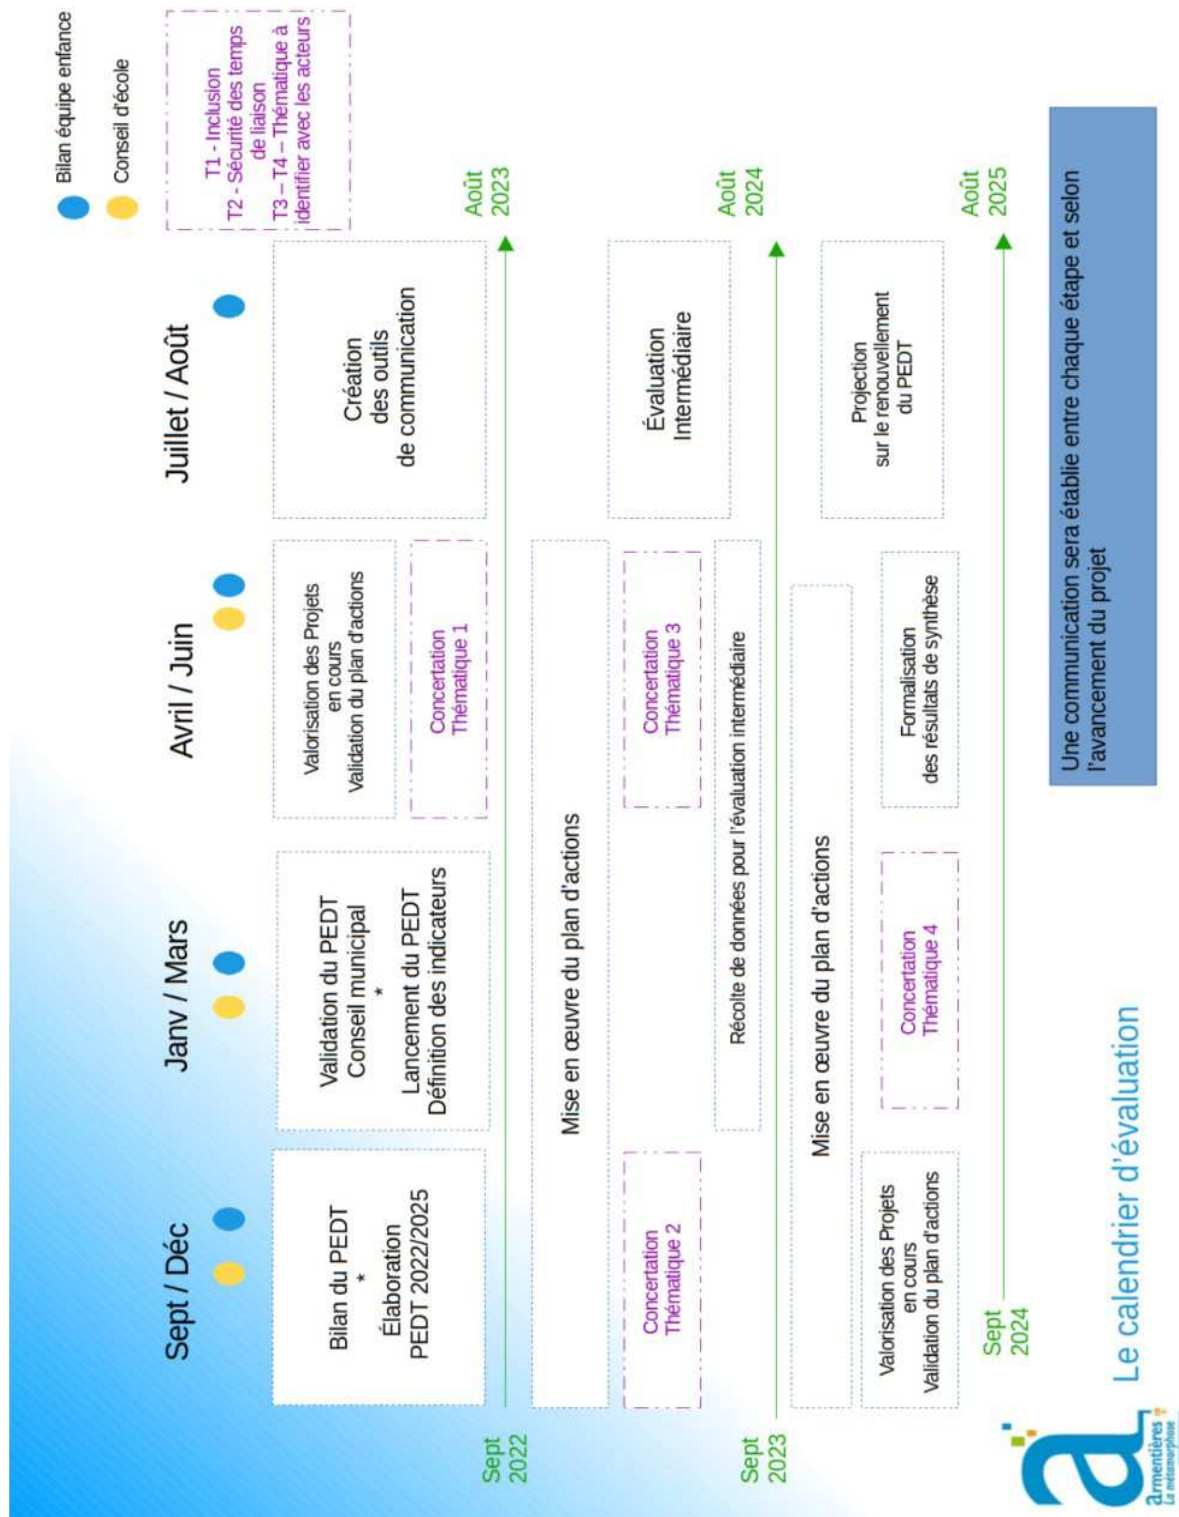 Bilan équipe enfance
Conseil d'école
T1 - Inclusion
T2 - Sécurité des temps
de liaison
T3 – T4 – Thématique à
identifier avec les acteurs
Sept / Déc
Janv / Mars
Avril / Juin
Juillet / Août
Bilan du PEDT
*
Élaboration
PEDT 2022/2025
Validation du PEDT
Conseil municipal
*
Lancement du PEDT
Définition des indicateurs
Valorisation des Projets
en cours
Validation du plan d'actions
Concertation
Thématique 1
Création
des outils
de communication
Sept
2022
Août
2023
Mise en œuvre du plan d'actions
Concertation
Thématique 2
Concertation
Thématique 3
Récolte de données pour l'évaluation intermédiaire
Évaluation
Intermédiaire
Sept
2023
Août
2024
Mise en œuvre du plan d'actions
Valorisation des Projets
en cours
Validation du plan d'actions
Concertation
Thématique 4
Formalisation
des résultats de synthèse
Projection
sur le renouvellement
du PEDT
Sept
2024
Août
2025
Une communication sera établie entre chaque étape et selon
l'avancement du projet
a
armentières
La métamorphose
Le calendrier d'évaluation